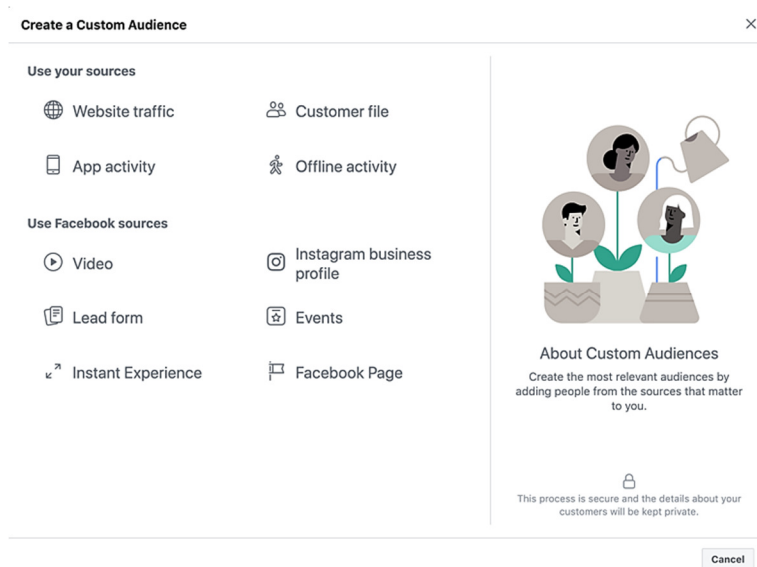 Create a Custom Audience
Use your sources
Website traffic
Customer file
App activity
Offline activity
Use Facebook sources
Video
Instagram business
profile
Lead form
Events
Instant Experience
Facebook Page
About Custom Audiences
Create the most relevant audiences by
adding people from the sources that matter
to you.
This process is secure and the details about your
customers will be kept private.
Cancel